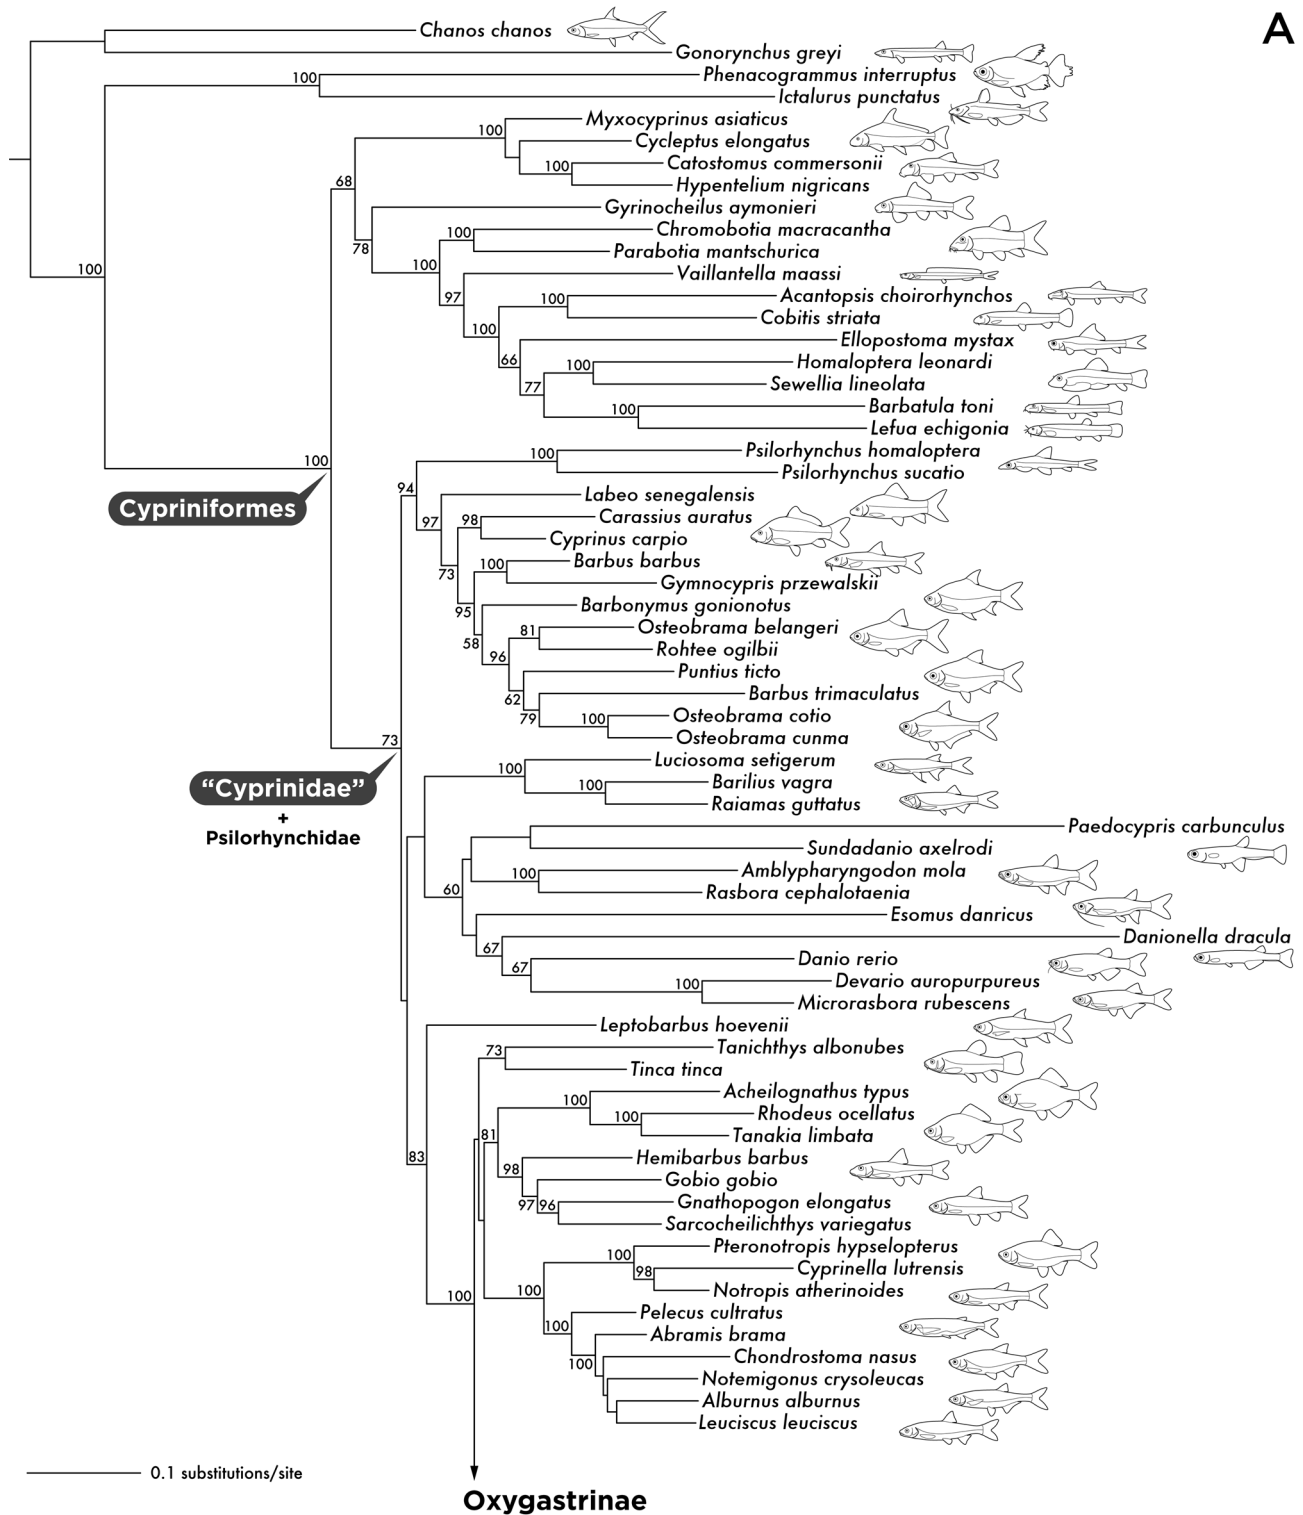 A
Chanos chanos
Gonorynchus greyi
100
Phenacogrammus interruptus
Ictalurus punctatus
Myxocyprinus asiaticus
100
Cycleptus elongatus
100
Catostomus commersonii
68
Hypentelium nigricans
Gyrinocheilus aymonieri
78
100
Chromobotia macracantha
Parabotia mantschurica
100
100
Vaillantella maassi
97
100
Acantopsis choirorhynchos
Cobitis striata
100
Ellopostoma mystax
66
100
Homaloptera leonardi
77
Sewellia lineolata
100
Barbatula toni
Lefua echigonia
100
100
Psilorhynchus homaloptera
Psilorhynchus sucatio
94
Labeo senegalensis
Cypriniformes
97
98
Carassius auratus
Cyprinus carpio
73
100
Barbus barbus
Gymnocypris przewalskii
95
Barbonymus gonionotus
58
81
Osteobrama belangeri
96
Rohtee ogilbii
Puntius ticto
62
Barbus trimaculatus
79
100
Osteobrama cotio
73
Osteobrama cunma
100
Luciosoma setigerum
“Cyprinidae”
100
Barilius vagra
+
Raiamas guttatus
Psilorhynchidae
Paedocypris carbunculus
Sundadanio axelrodi
100
Amblypharyngodon mola
60
Rasbora cephalotaenia
Esomus danricus
67
Danionella dracula
67
Danio rerio
100
Devario auropurpureus
Microrasbora rubescens
Leptobarbus hoevenii
73
Tanichthys albonubes
Tinca tinca
100
Acheilognathus typus
100
Rhodeus ocellatus
81
Tanakia limbata
83
98
Hemibarbus barbus
Gobio gobio
97
96
Gnathopogon elongatus
Sarcocheilichthys variegatus
100
Pteronotropis hypselopterus
98
Cyprinella lutrensis
100
100
Notropis atherinoides
Pelecus cultratus
100
Abramis brama
100
Chondrostoma nasus
Notemigonus crysoleucas
Alburnus alburnus
Leuciscus leuciscus
0.1 substitutions/site
Oxygastrinae